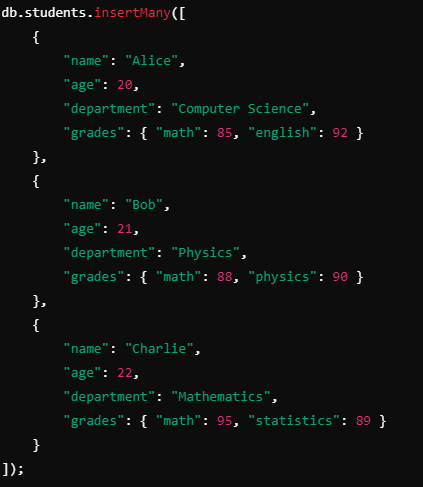 db.students.insertMany([
    {
        "name": "Alice",
        "age": 20,
        "department": "Computer Science",
        "grades": { "math": 85, "english": 92 }
    },
    {
        "name": "Bob",
        "age": 21,
        "department": "Physics",
        "grades": { "math": 88, "physics": 90 }
    },
    {
        "name": "Charlie",
        "age": 22,
        "department": "Mathematics",
        "grades": { "math": 95, "statistics": 89 }
    }
]);